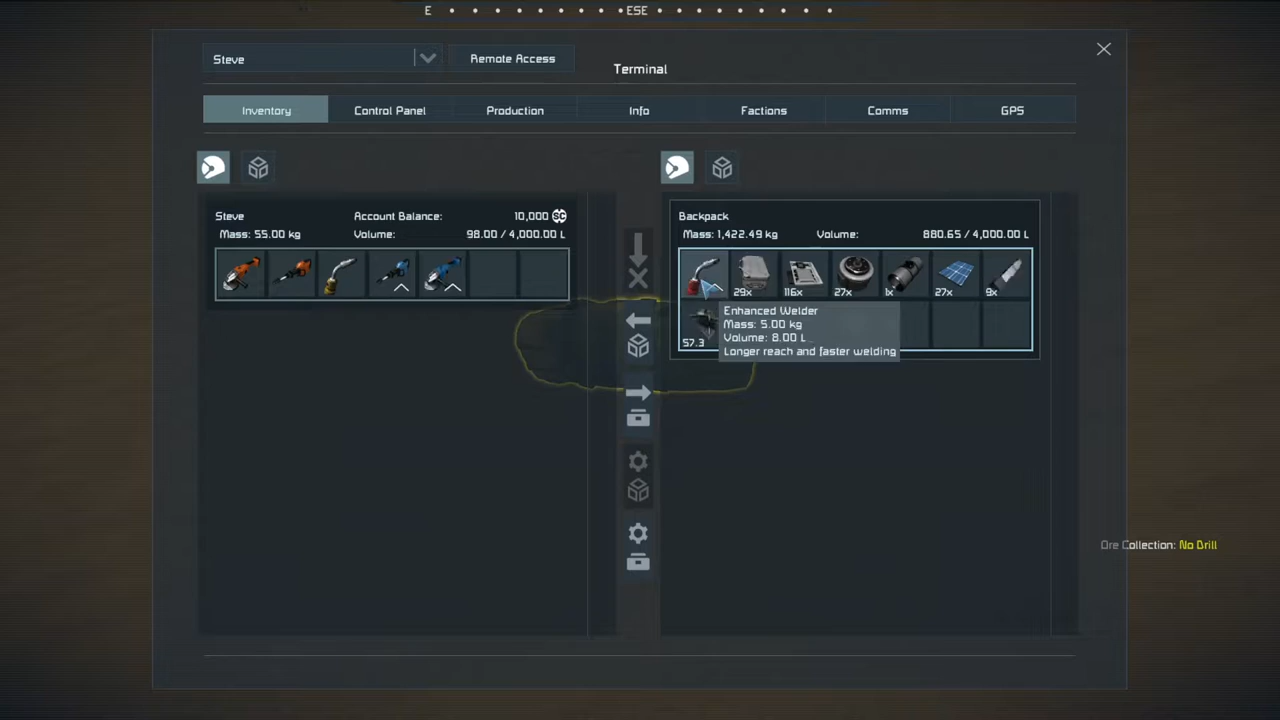 E ESE
Steve Remote Access
Terminal
Inventory Control Panel Production Info Factions Comms GPS
Steve Account Balance: 10,000 SC
Mass: 55.00 kg Volume: 98.00 / 4,000.00 L
Backpack
Mass: 1,422.49 kg Volume: 880.65 / 4,000.00 L
29x 116x 27x 1x 27x 9x
57.3
Enhanced Welder
Mass: 5.00 kg
Volume: 8.00 L
Longer reach and faster welding
Ore Collection: No Drill